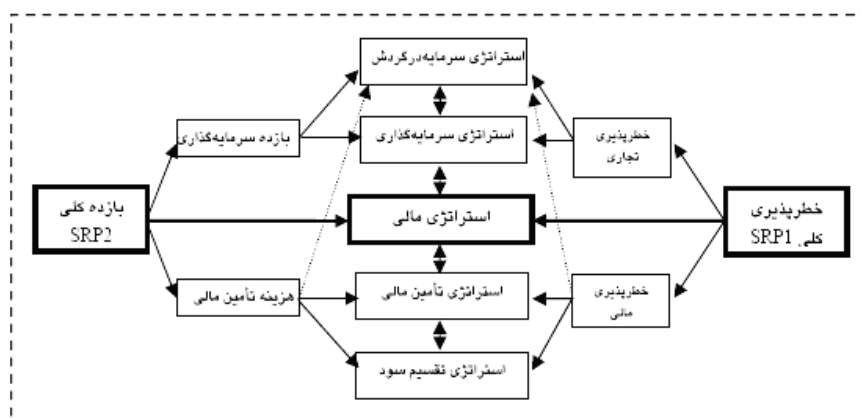 استراتژی سرمایه‌درگردش
استراتژی سرمایه‌گذاری
خطرپذیری
تجاری
بازده سرمایه‌گذاری
خطرپذیری
کلی SRP1
استراتژی مالی
بازده کلی
SRP2
خطرپذیری
مالی
استراتژی تأمین مالی
هزینه تأمین مالی
استراتژی تقسیم سود